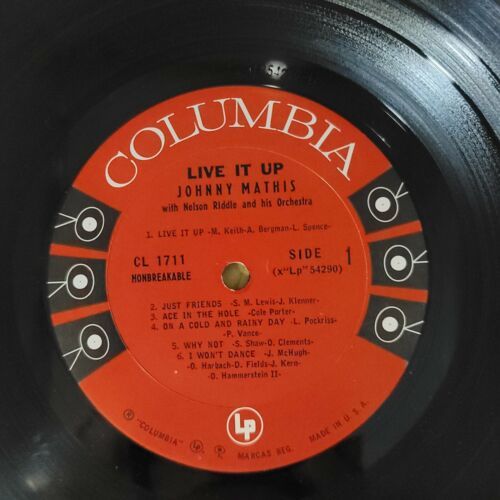 COLUMBIA
LIVE IT UP
JOHNNY MATHIS
with Nelson Riddle and his Orchestra
1. LIVE IT UP -M. Keith-A. Bergman-L. Spence-
CL 1711
NONBREAKABLE
SIDE 1
(x"Lp" 54290)
2. JUST FRIENDS -S. M. Lewis-J. Klenner-
3. ACE IN THE HOLE -Cole Porter-
4. ON A COLD AND RAINY DAY -L. Pockriss-
P. Vance-
5. WHY NOT -S. Shaw-D. Clements-
6. I WON'T DANCE -J. McHugh-
O. Harbach-D. Fields-J. Kern-
O. Hammerstein II-
Lp
® "COLUMBIA" Lp ® MARCAS REG. MADE IN U.S.A.